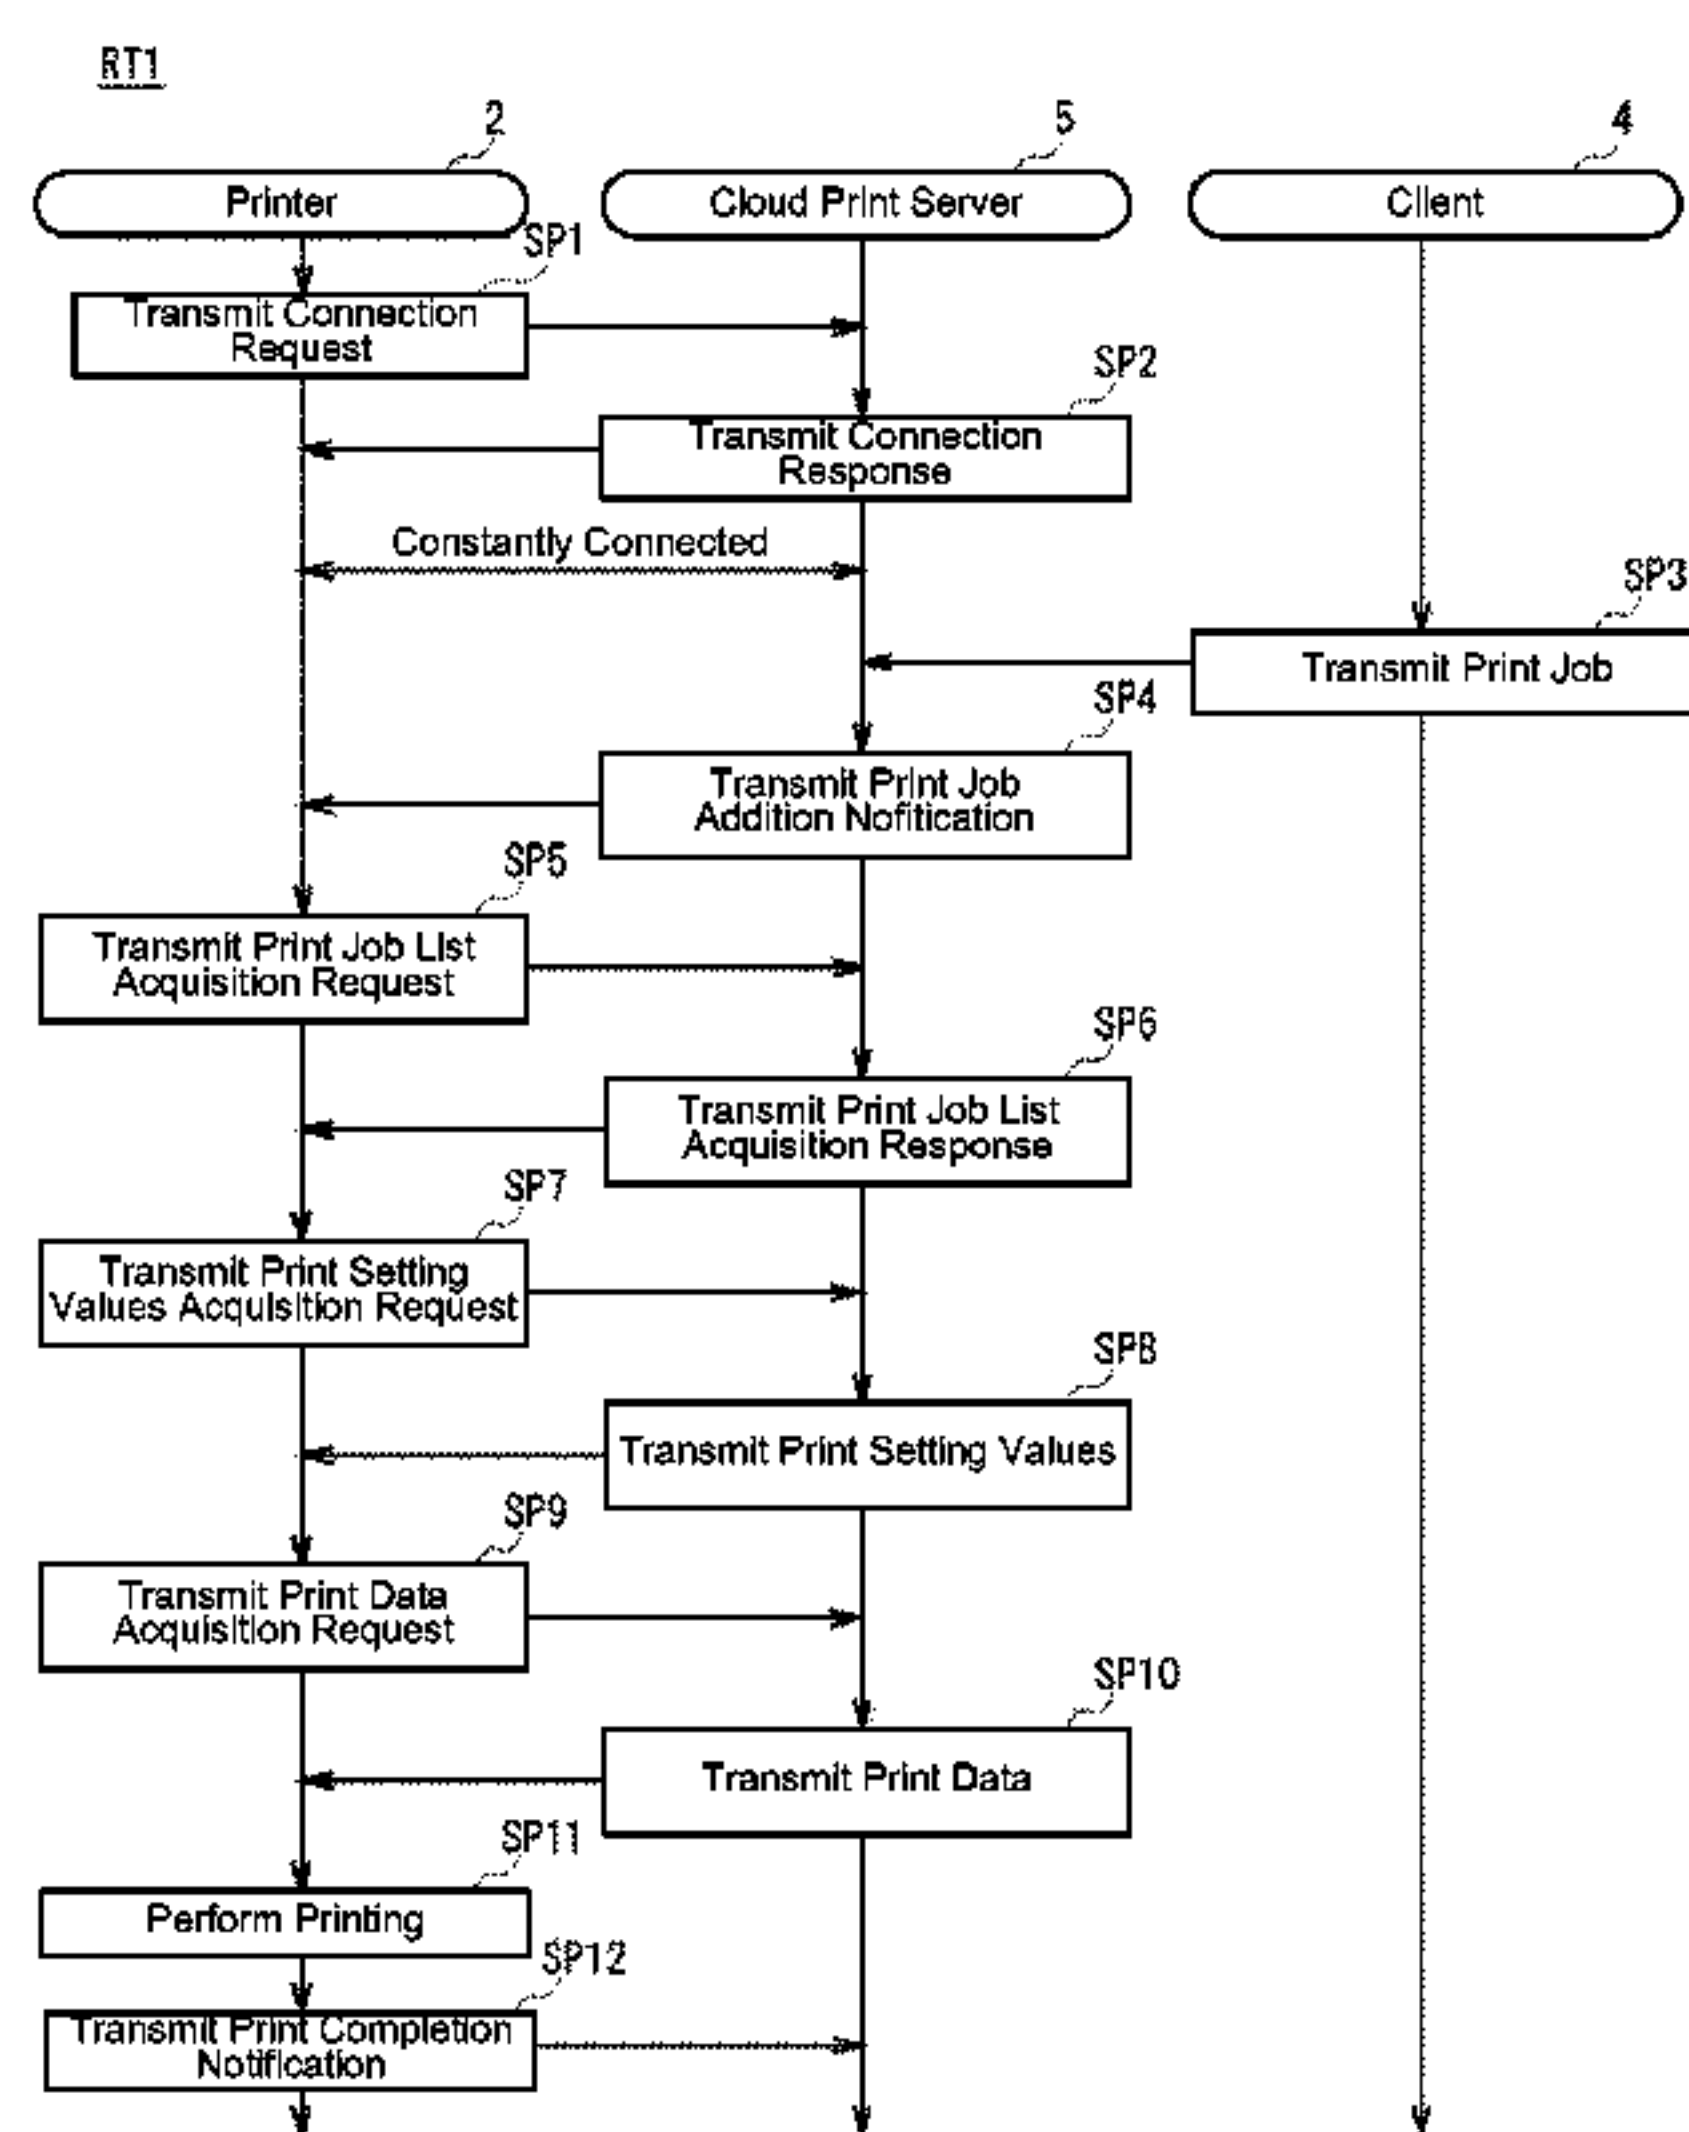 RT1
2
5
4
Printer
Cloud Print Server
Client
SP1
Transmit Connection
Request
SP2
Transmit Connection
Response
Constantly Connected
SP3
Transmit Print Job
SP4
Transmit Print Job
Addition Nofitication
SP5
Transmit Print Job List
Acquisition Request
SP6
Transmit Print Job List
Acquisition Response
SP7
Transmit Print Setting
Values Acquisition Request
SP8
Transmit Print Setting Values
SP9
Transmit Print Data
Acquisition Request
SP10
Transmit Print Data
SP11
Perform Printing
SP12
Transmit Print Completion
Notification